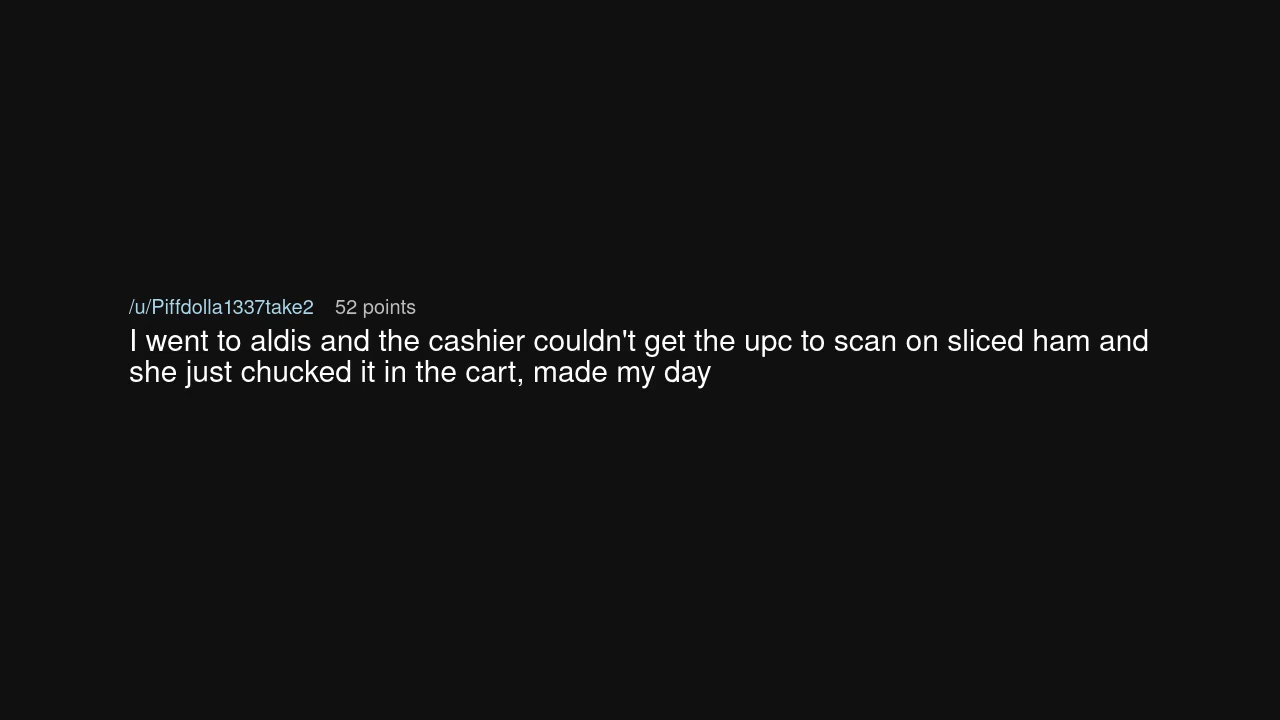 /u/Piffdolla1337take2 52 points
I went to aldis and the cashier couldn't get the upc to scan on sliced ham and
she just chucked it in the cart, made my day